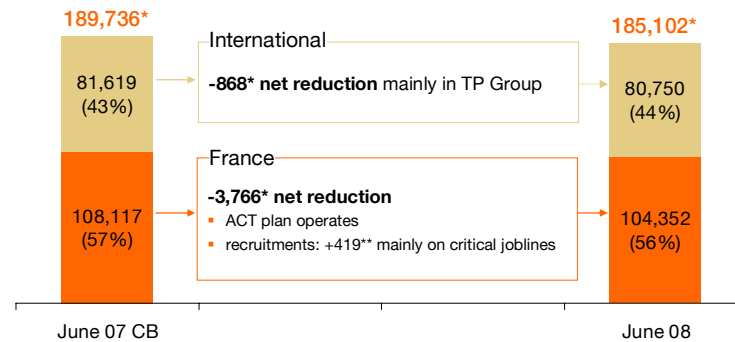 189,736*
185,102*
International
81,619
(43%)
-868* net reduction mainly in TP Group
80,750
(44%)
France
-3,766* net reduction
▪ ACT plan operates
▪ recruitments: +419** mainly on critical joblines
108,117
(57%)
104,352
(56%)
June 07 CB
June 08